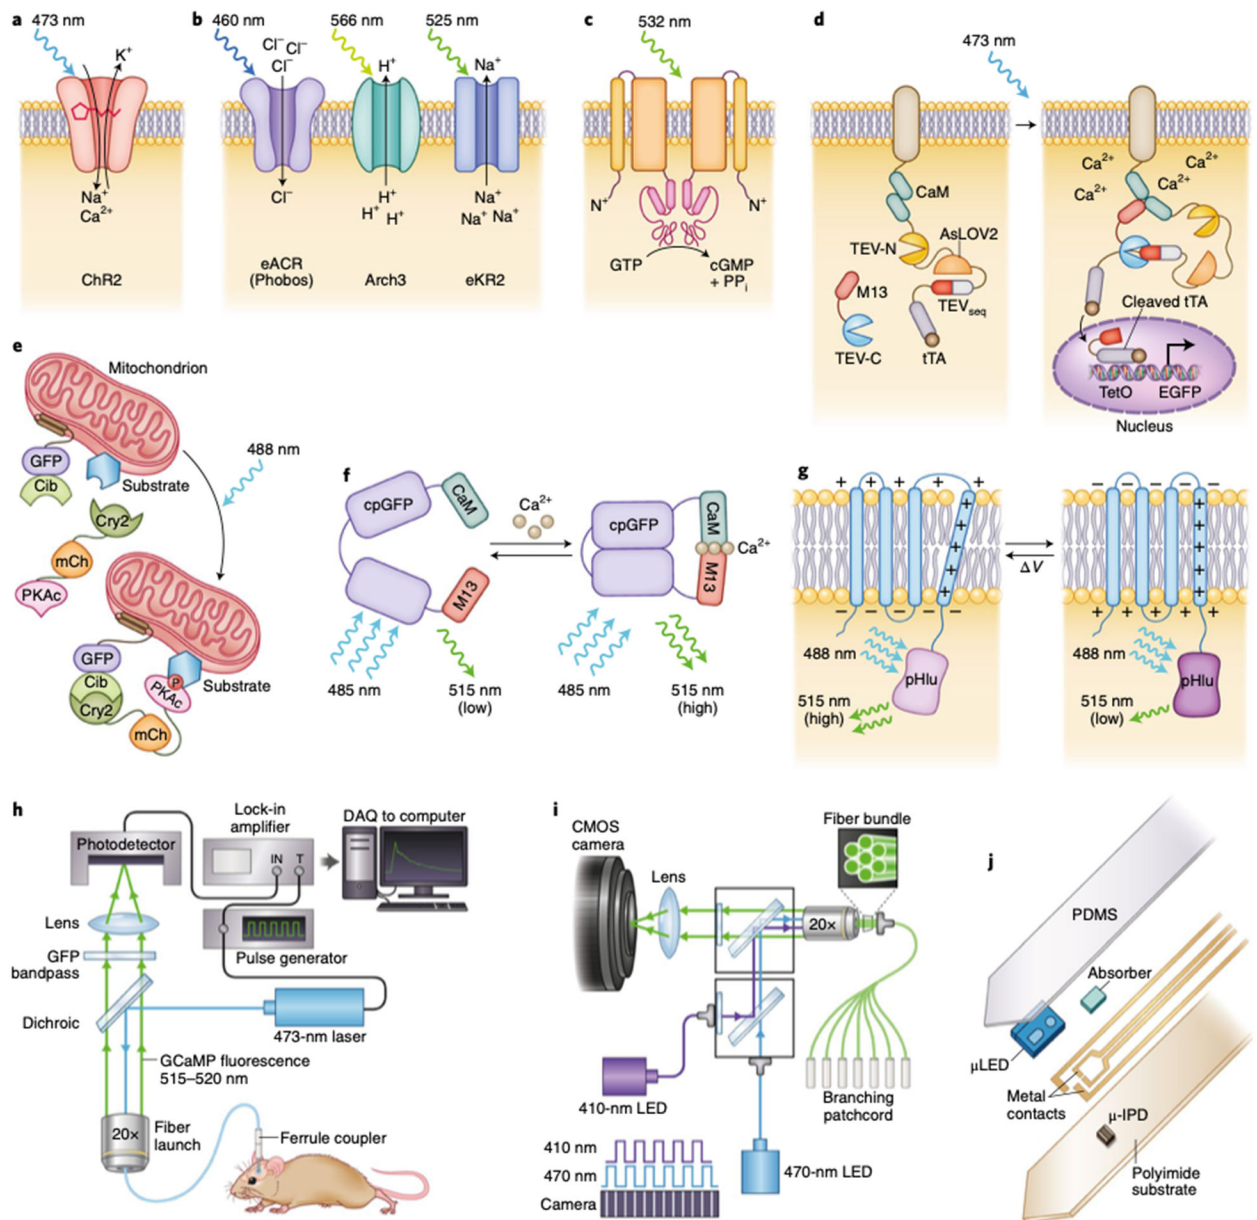 a
473 nm
K⁺
Na⁺
Ca²⁺
ChR2
b
460 nm
566 nm
525 nm
Cl⁻ Cl⁻
Cl⁻
H⁺
Na⁺
Cl⁻
H⁺
H⁺ H⁺
Na⁺
Na⁺ Na⁺
eACR
(Phobos)
Arch3
eKR2
c
532 nm
N⁺
N⁺
GTP
cGMP
+ PPᵢ
d
473 nm
CaM
TEV-N
AsLOV2
M13
TEVseq
TEV-C
tTA
Ca²⁺
Ca²⁺
Ca²⁺
Ca²⁺
Cleaved tTA
TetO
EGFP
Nucleus
e
Mitochondrion
488 nm
GFP
Cib
Substrate
Cry2
mCh
PKAc
GFP
Cib
Cry2
P
PKAc
Substrate
mCh
f
cpGFP
CaM
M13
Ca²⁺
cpGFP
CaM
M13
Ca²⁺
485 nm
515 nm
(low)
485 nm
515 nm
(high)
g
+ + + + +
+
+
+
+
+
− − − −
ΔV
− − − − −
+
+
+
+
+
+ + + +
488 nm
pHlu
515 nm
(high)
488 nm
pHlu
515 nm
(low)
h
Photodetector
Lock-in
amplifier
IN T
DAQ to computer
Lens
GFP
bandpass
Pulse generator
Dichroic
473-nm laser
GCaMP fluorescence
515–520 nm
20×
Fiber
launch
Ferrule coupler
i
CMOS
camera
Lens
Fiber bundle
20×
410-nm LED
470-nm LED
Branching
patchcord
410 nm
470 nm
Camera
j
PDMS
Absorber
μLED
Metal
contacts
μ-IPD
Polyimide
substrate